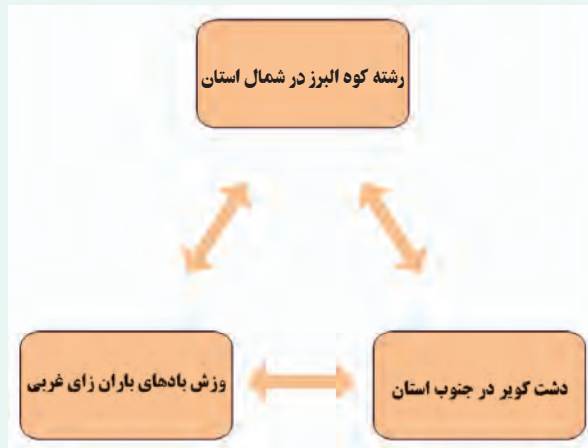 رشته کوه البرز در شمال استان
وزش بادهای باران زای غربی
دشت کویر در جنوب استان